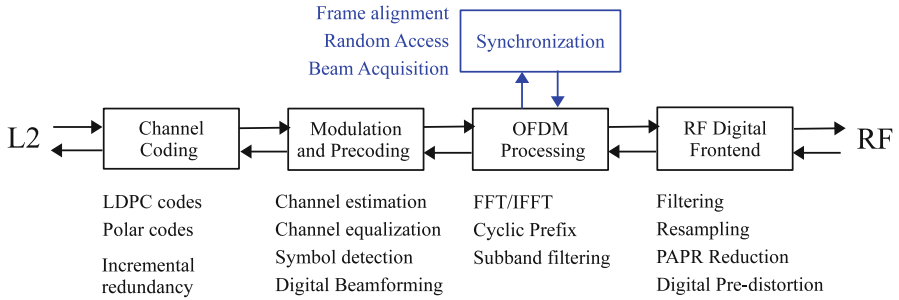 Frame alignment
Random Access
Beam Acquisition
Synchronization
L2
Channel
Coding
Modulation
and Precoding
OFDM
Processing
RF Digital
Frontend
RF
LDPC codes
Polar codes
Incremental
redundancy
Channel estimation
Channel equalization
Symbol detection
Digital Beamforming
FFT/IFFT
Cyclic Prefix
Subband filtering
Filtering
Resampling
PAPR Reduction
Digital Pre-distortion